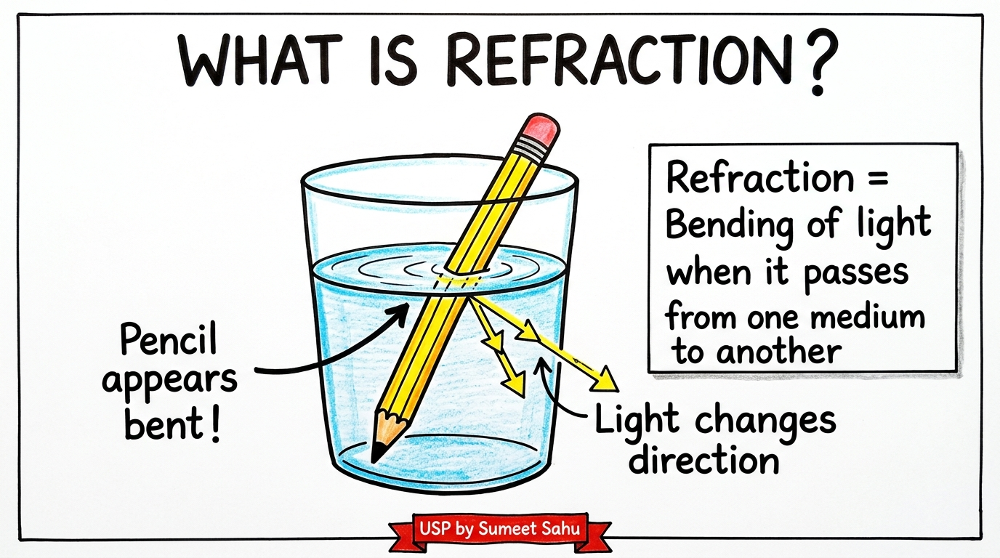 WHAT IS REFRACTION?
Refraction =
Bending of light
when it passes
from one medium
to another
Pencil
appears
bent!
Light changes
direction
USP by Sumeet Sahu